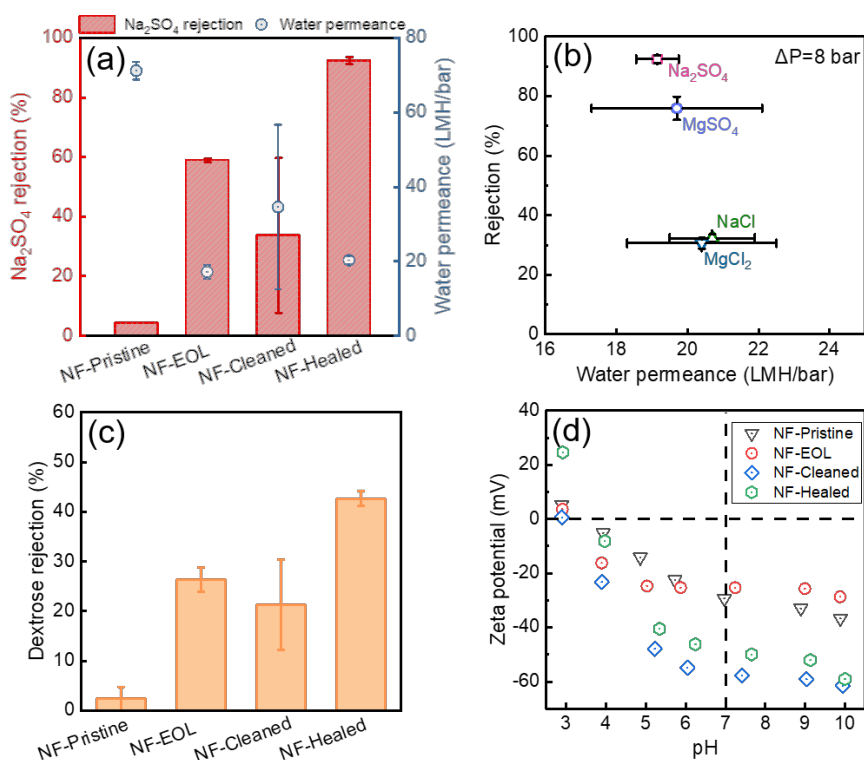 Na₂SO₄ rejection Water permeance
(a)
Na₂SO₄ rejection (%)
100
80
60
40
20
0
Water permeance (LMH/bar)
80
60
40
20
0
NF-Pristine
NF-EOL
NF-Cleaned
NF-Healed
(b)
ΔP=8 bar
Na₂SO₄
MgSO₄
NaCl
MgCl₂
Rejection (%)
100
80
60
40
20
0
16 18 20 22 24
Water permeance (LMH/bar)
(c)
Dextrose rejection (%)
60
50
40
30
20
10
0
NF-Pristine
NF-EOL
NF-Cleaned
NF-Healed
(d)
NF-Pristine
NF-EOL
NF-Cleaned
NF-Healed
Zeta potential (mV)
40
20
0
-20
-40
-60
3 4 5 6 7 8 9 10
pH